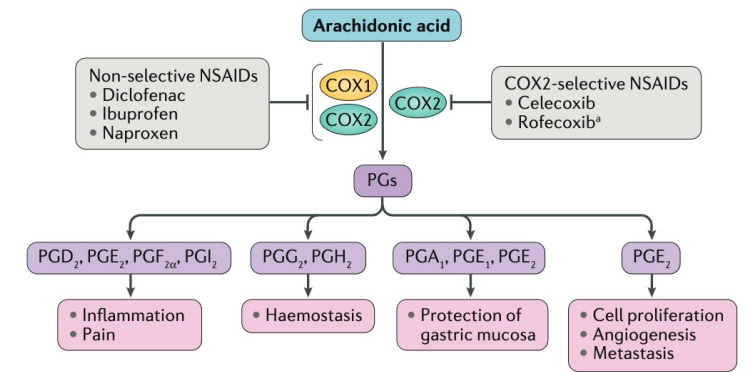 Arachidonic acid
Non-selective NSAIDs
• Diclofenac
• Ibuprofen
• Naproxen
COX1
COX2
COX2
COX2-selective NSAIDs
• Celecoxib
• Rofecoxibᵃ
PGs
PGD₂, PGE₂, PGF₂α, PGI₂
PGG₂, PGH₂
PGA₁, PGE₁, PGE₂
PGE₂
• Inflammation
• Pain
• Haemostasis
• Protection of
gastric mucosa
• Cell proliferation
• Angiogenesis
• Metastasis